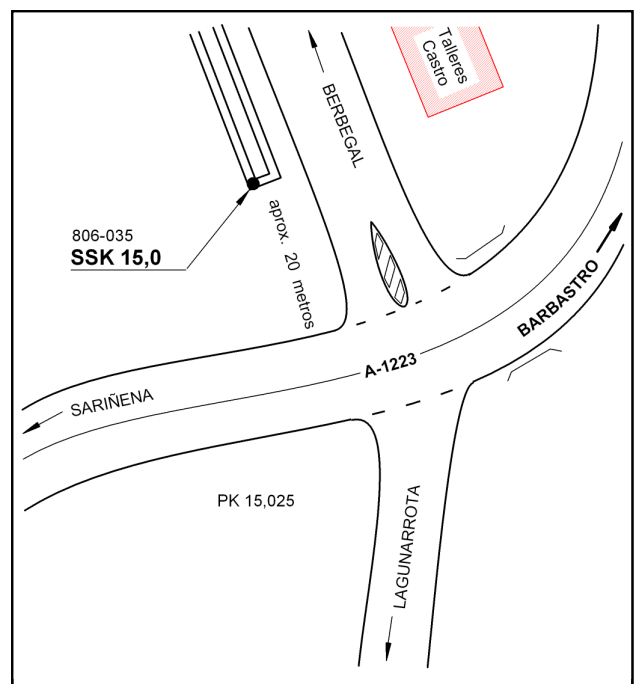 Talleres
Castro
BERBEGAL
806-035
SSK 15,0
aprox. 20 metros
BARBASTRO
A-1223
SARIÑENA
PK 15,025
LAGUNARROTA